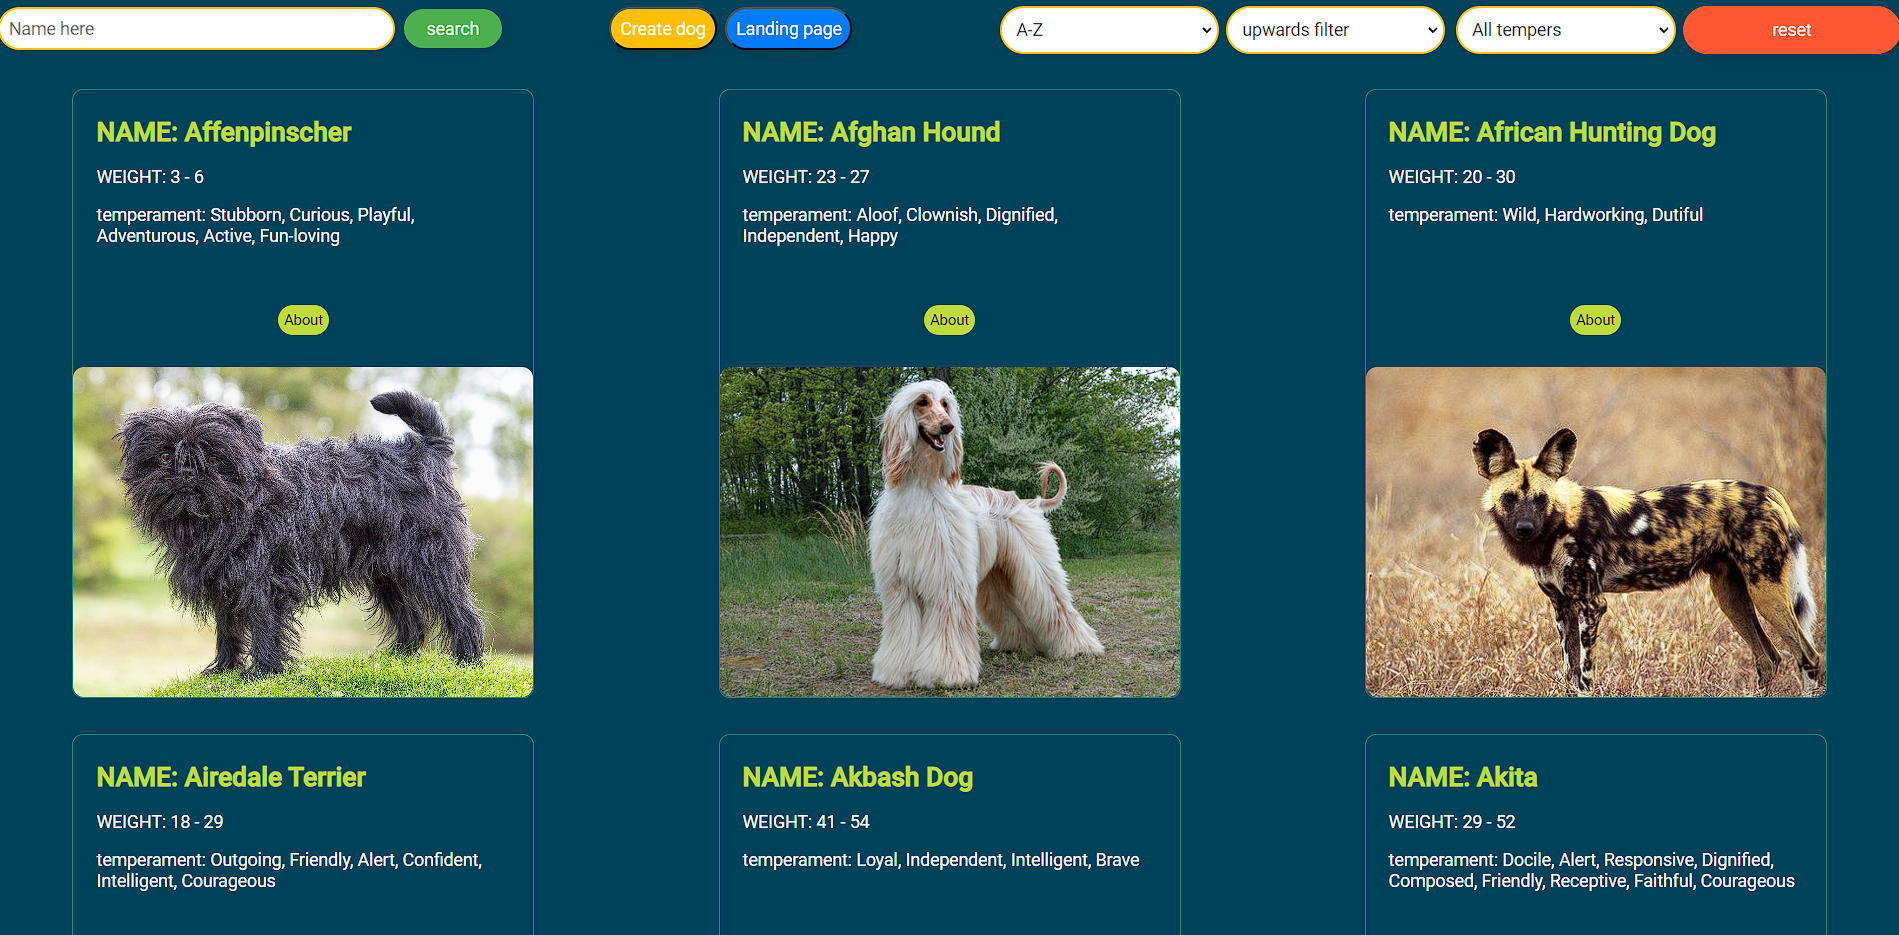 Name here
search
Create dog
Landing page
A-Z
upwards filter
All tempers
reset
NAME: Affenpinscher
WEIGHT: 3 - 6
temperament: Stubborn, Curious, Playful,
Adventurous, Active, Fun-loving
About
NAME: Afghan Hound
WEIGHT: 23 - 27
temperament: Aloof, Clownish, Dignified,
Independent, Happy
About
NAME: African Hunting Dog
WEIGHT: 20 - 30
temperament: Wild, Hardworking, Dutiful
About
NAME: Airedale Terrier
WEIGHT: 18 - 29
temperament: Outgoing, Friendly, Alert, Confident,
Intelligent, Courageous
NAME: Akbash Dog
WEIGHT: 41 - 54
temperament: Loyal, Independent, Intelligent, Brave
NAME: Akita
WEIGHT: 29 - 52
temperament: Docile, Alert, Responsive, Dignified,
Composed, Friendly, Receptive, Faithful, Courageous